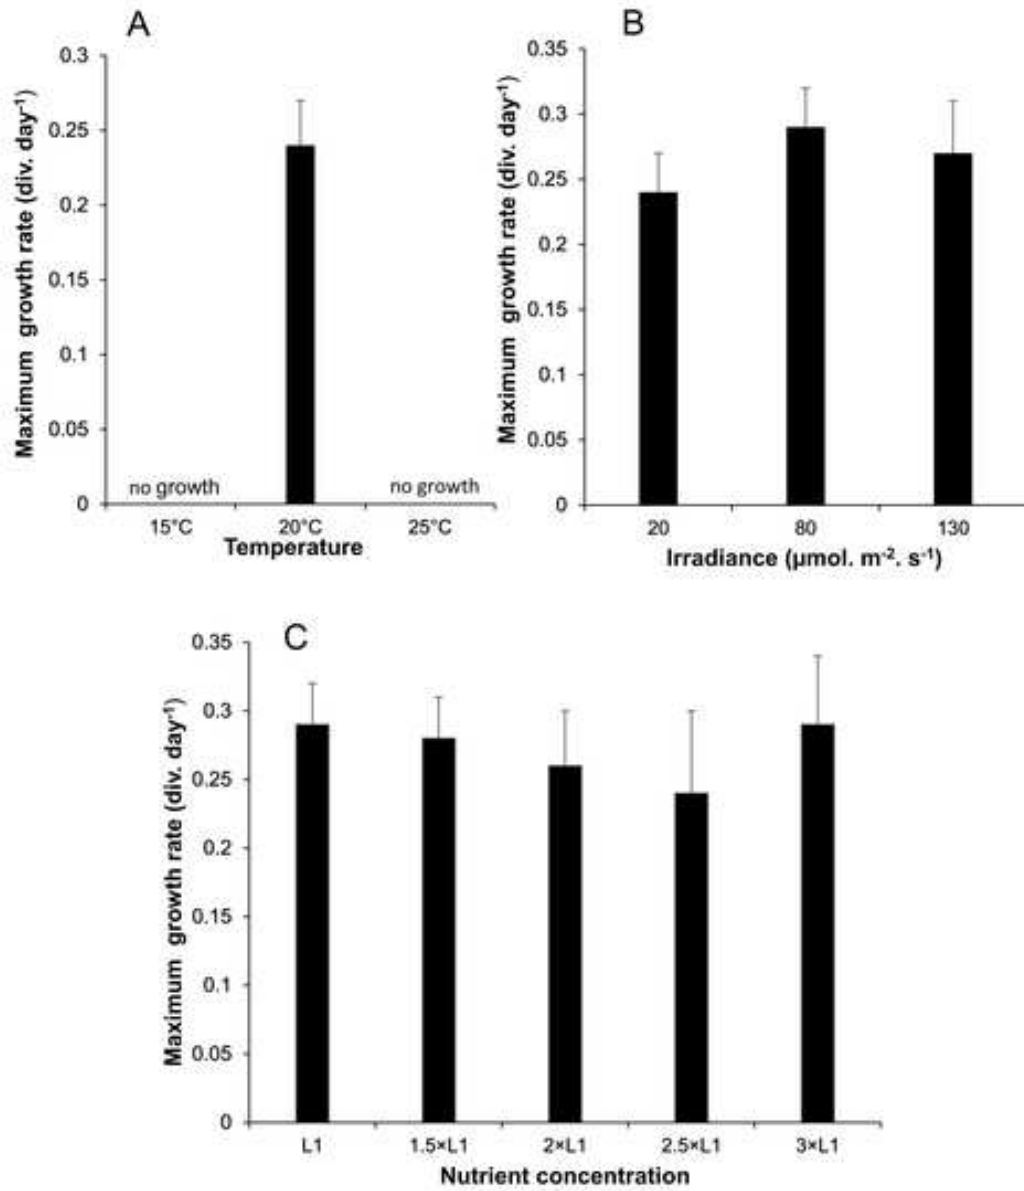 A
Maximum growth rate (div. day-1)
0.3
0.25
0.2
0.15
0.1
0.05
0
no growth
no growth
15°C
20°C
25°C
Temperature
B
Maximum growth rate (div. day-1)
0.35
0.3
0.25
0.2
0.15
0.1
0.05
0
20
80
130
Irradiance (μmol. m-2. s-1)
C
Maximum growth rate (div. day-1)
0.35
0.3
0.25
0.2
0.15
0.1
0.05
0
L1
1.5×L1
2×L1
2.5×L1
3×L1
Nutrient concentration